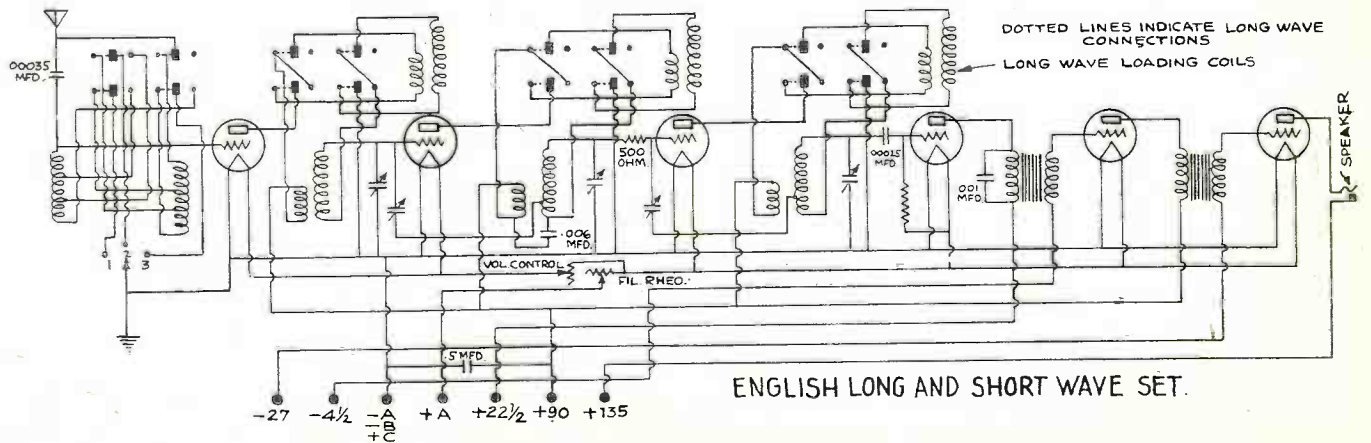 DOTTED LINES INDICATE LONG WAVE
CONNECTIONS
LONG WAVE LOADING COILS
.00035
MFD.
500
OHM
.00025
MFD
.001
MFD.
SPEAKER
.006
MFD.
1 2 3
VOL. CONTROL
FIL. RHEO.
.5 MFD.
-27 -4½ -A +A +22½ +90 +135
-B
+C
ENGLISH LONG AND SHORT WAVE SET.